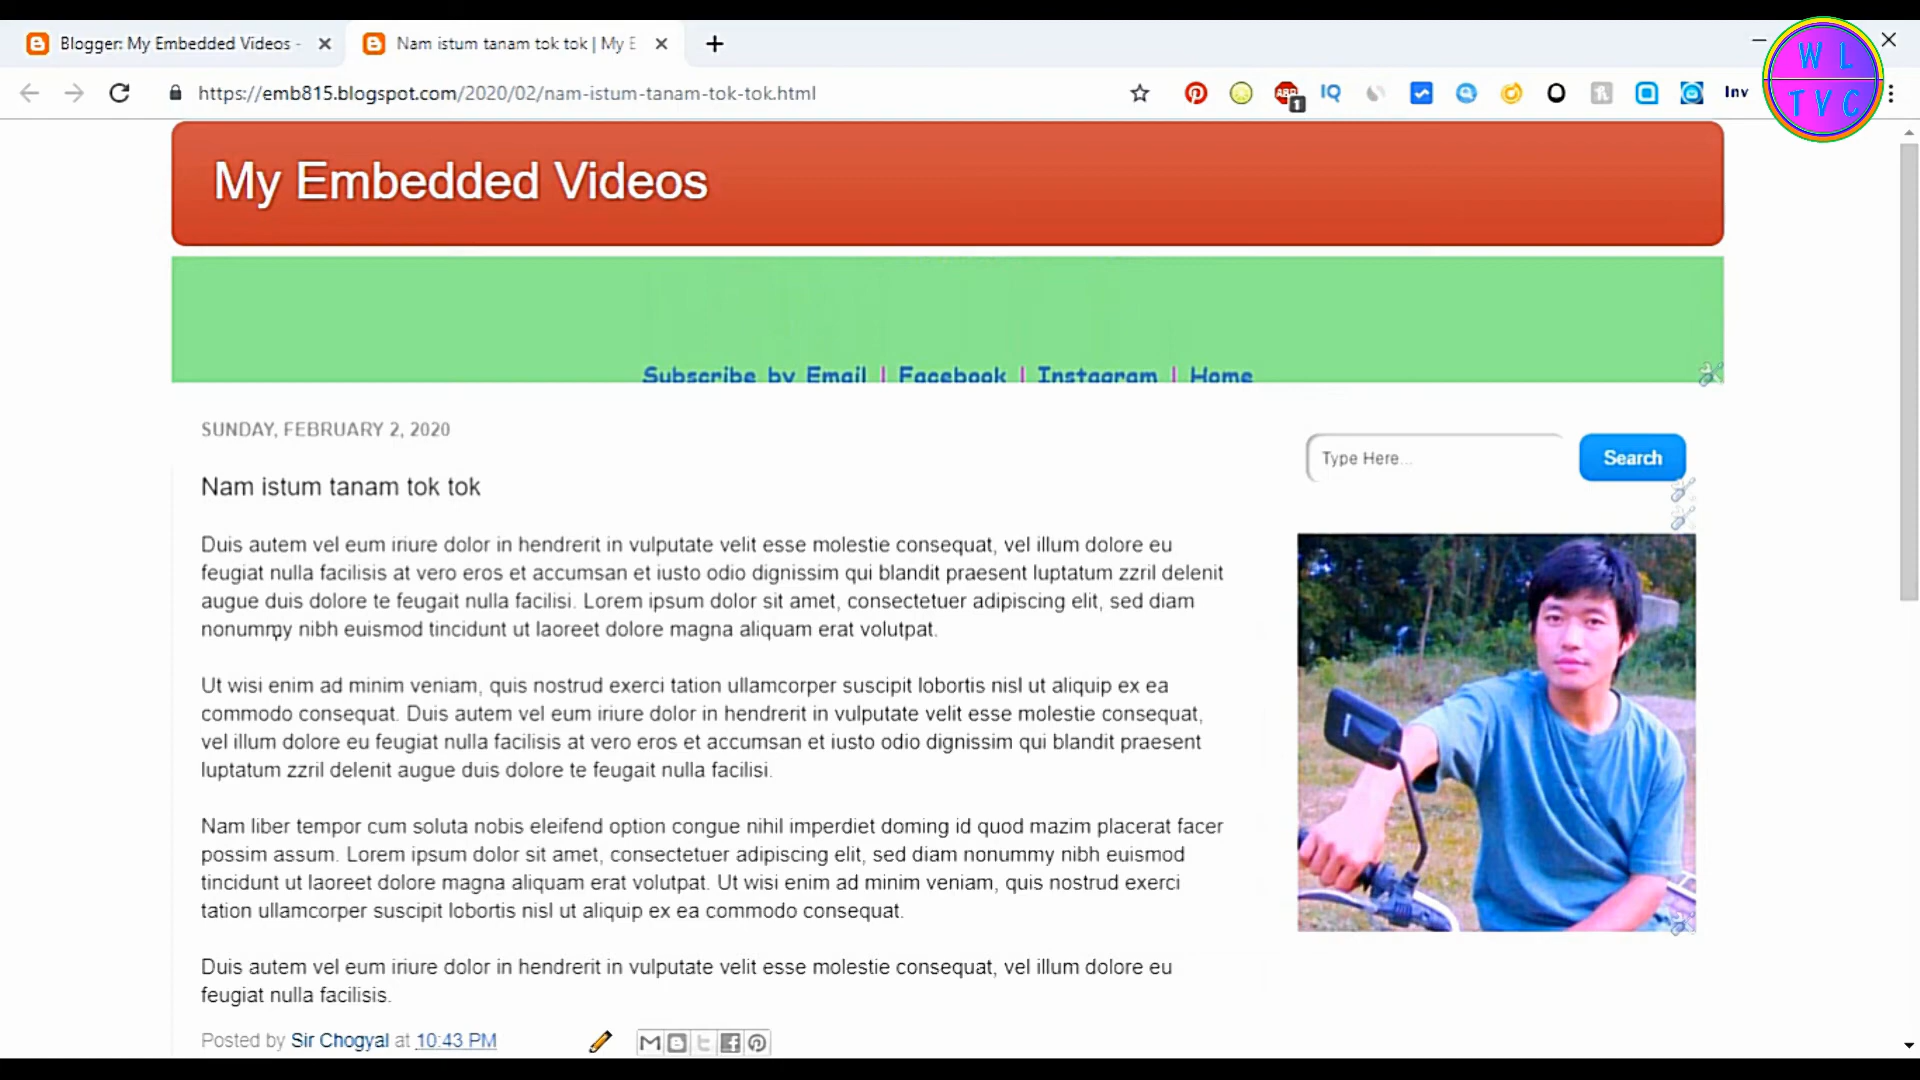 Blogger: My Embedded Videos -
Nam istum tanam tok tok | My E
https://emb815.blogspot.com/2020/02/nam-istum-tanam-tok-tok.html
ABP
1
IQ
Inv
W L
T V C
My Embedded Videos
Subscribe by Email | Facebook | Instagram | Home
SUNDAY, FEBRUARY 2, 2020
Type Here...
Search
Nam istum tanam tok tok
Duis autem vel eum iriure dolor in hendrerit in vulputate velit esse molestie consequat, vel illum dolore eu
feugiat nulla facilisis at vero eros et accumsan et iusto odio dignissim qui blandit praesent luptatum zzril delenit
augue duis dolore te feugait nulla facilisi. Lorem ipsum dolor sit amet, consectetuer adipiscing elit, sed diam
nonummy nibh euismod tincidunt ut laoreet dolore magna aliquam erat volutpat.
Ut wisi enim ad minim veniam, quis nostrud exerci tation ullamcorper suscipit lobortis nisl ut aliquip ex ea
commodo consequat. Duis autem vel eum iriure dolor in hendrerit in vulputate velit esse molestie consequat,
vel illum dolore eu feugiat nulla facilisis at vero eros et accumsan et iusto odio dignissim qui blandit praesent
luptatum zzril delenit augue duis dolore te feugait nulla facilisi.
Nam liber tempor cum soluta nobis eleifend option congue nihil imperdiet doming id quod mazim placerat facer
possim assum. Lorem ipsum dolor sit amet, consectetuer adipiscing elit, sed diam nonummy nibh euismod
tincidunt ut laoreet dolore magna aliquam erat volutpat. Ut wisi enim ad minim veniam, quis nostrud exerci
tation ullamcorper suscipit lobortis nisl ut aliquip ex ea commodo consequat.
Duis autem vel eum iriure dolor in hendrerit in vulputate velit esse molestie consequat, vel illum dolore eu
feugiat nulla facilisis.
Posted by Sir Chogyal at 10:43 PM